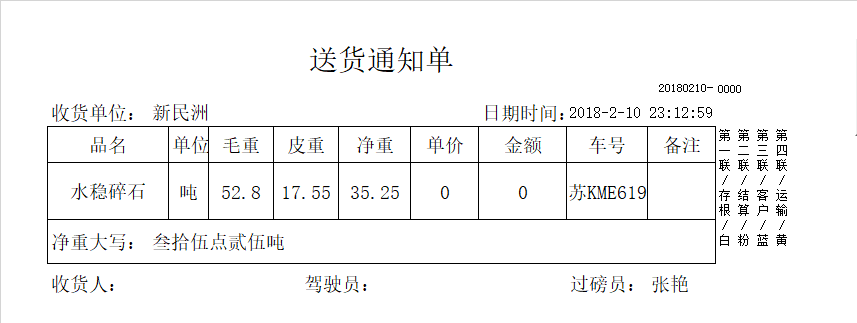 送货通知单
20180210-0000
收货单位： 新民洲 日期时间：2018-2-10 23:12:59
品名 单位 毛重 皮重 净重 单价 金额 车号 备注
水稳碎石 吨 52.8 17.55 35.25 0 0 苏KME619
净重大写： 叁拾伍点贰伍吨
收货人： 驾驶员： 过磅员： 张艳
第一联/存根/白
第二联/结算/粉
第三联/客户/蓝
第四联/运输/黄